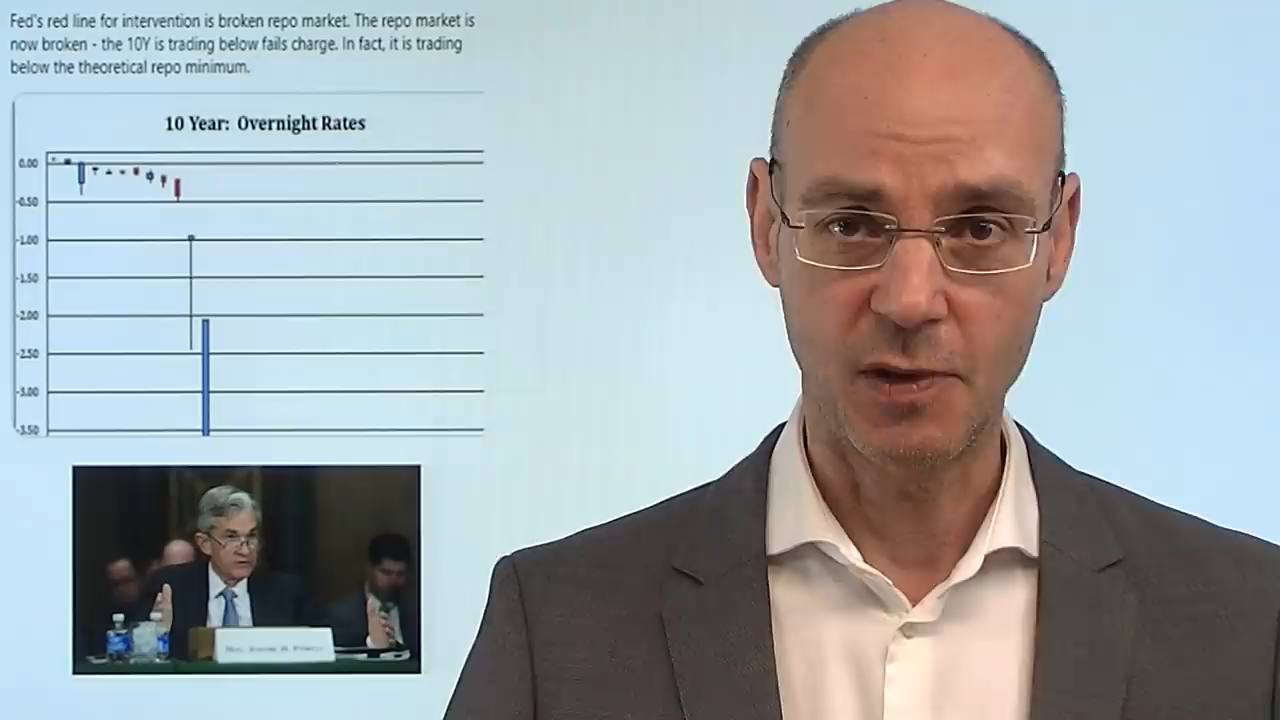 Fed's red line for intervention is broken repo market. The repo market is
now broken - the 10Y is trading below fails charge. In fact, it is trading
below the theoretical repo minimum.
10 Year: Overnight Rates
0.00
-0.50
-1.00
-1.50
-2.00
-2.50
-3.00
-3.50